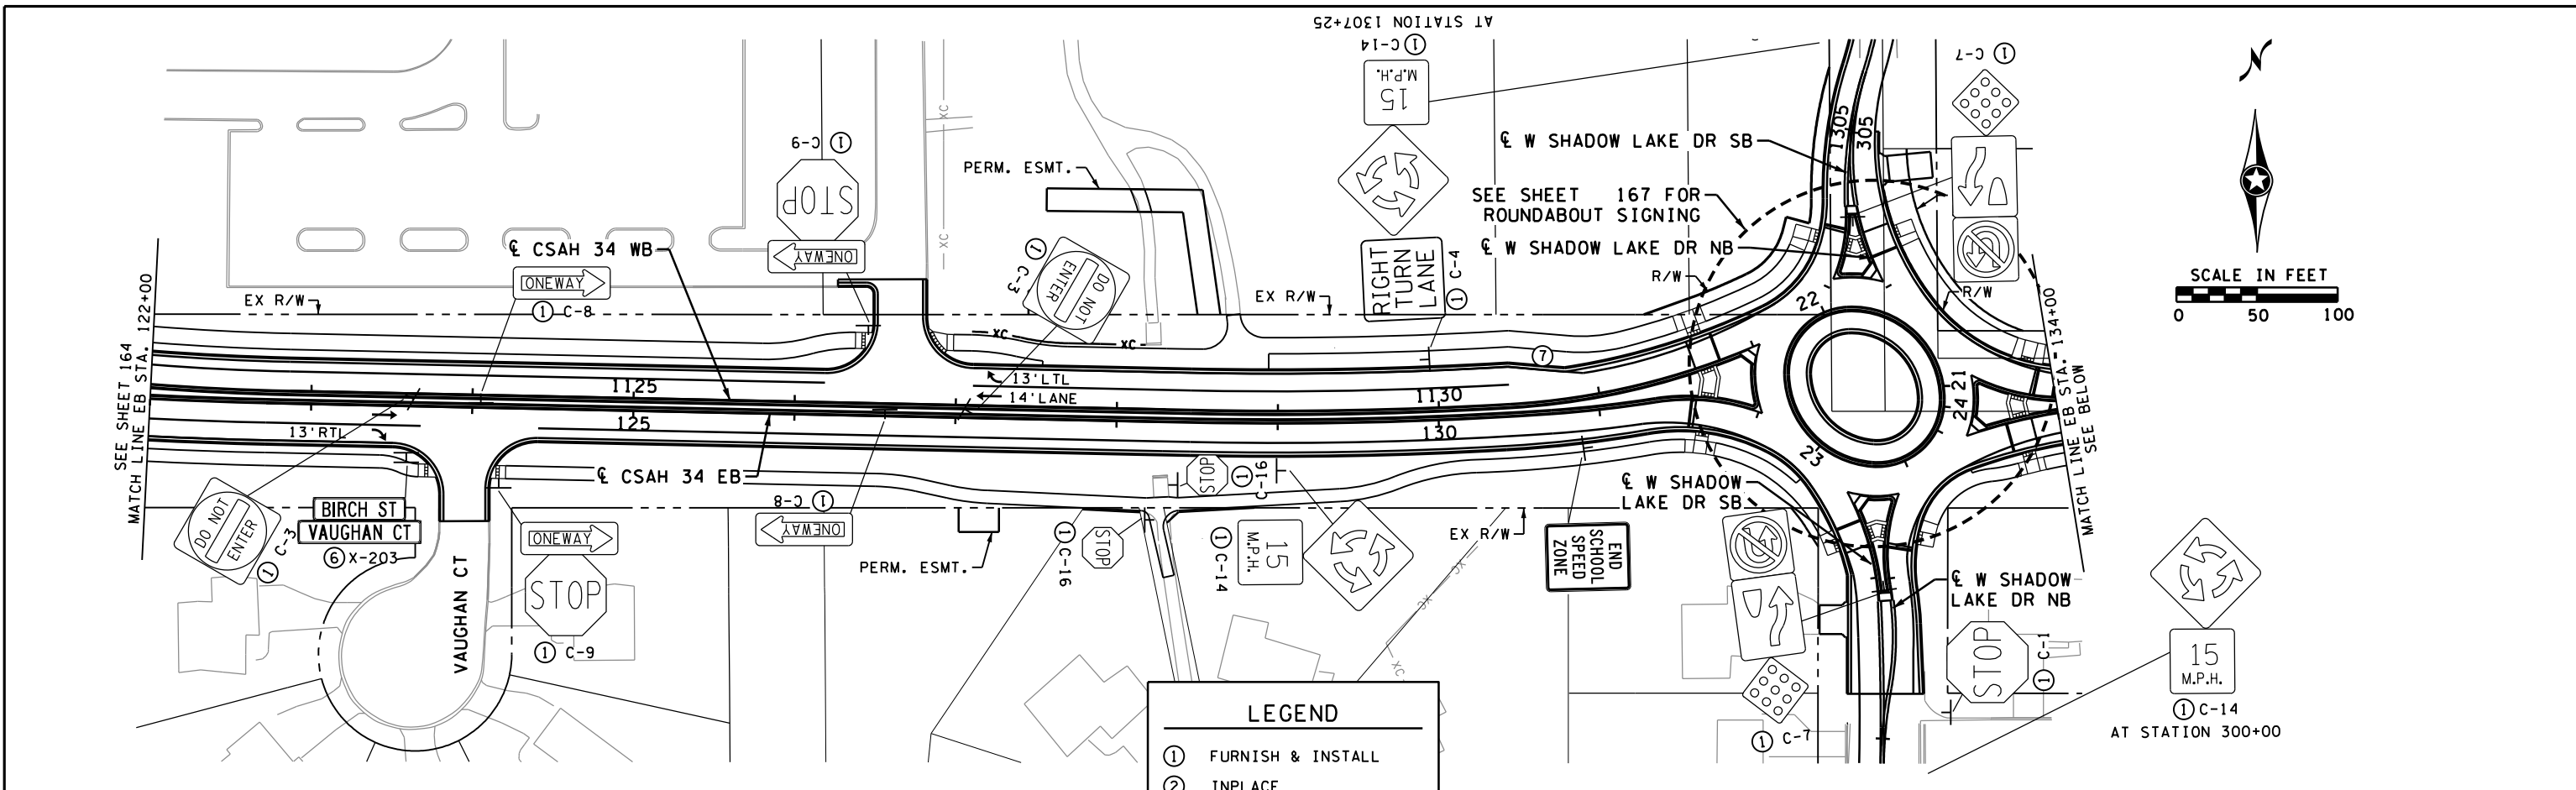 AT STATION 1307+25
① C-14
15
M.P.H.
① C-7
N
1305
305
℄ W SHADOW LAKE DR SB
SEE SHEET 167 FOR
ROUNDABOUT SIGNING
℄ W SHADOW LAKE DR NB
R/W
R/W
SCALE IN FEET
0 50 100
① C-9
STOP
ONEWAY
PERM. ESMT.
XC
XC
℄ CSAH 34 WB
ONEWAY
① C-8
EX R/W
① C-3
DO NOT
ENTER
EX R/W
RIGHT
TURN
LANE
① C-4
SEE SHEET 164
MATCH LINE EB STA. 122+00
XC
XC
⑦
22
21
24
23
MATCH LINE EB STA. 134+00
SEE BELOW
13'LTL
14'LANE
1125
1130
125
130
13'RTL
℄ CSAH 34 EB
DO NOT
ENTER
① C-3
BIRCH ST
VAUGHAN CT
⑥ X-203
VAUGHAN CT
ONEWAY
STOP
① C-9
① C-8
ONEWAY
PERM. ESMT.
STOP
① C-16
① C-16
STOP
① C-14
15
M.P.H.
EX R/W
XC
XC
XC
XC
END
SCHOOL
SPEED
ZONE
℄ W SHADOW
LAKE DR SB
℄ W SHADOW
LAKE DR NB
① C-7
STOP
① C-1
15
M.P.H.
① C-14
AT STATION 300+00
LEGEND
① FURNISH & INSTALL
② INPLACE